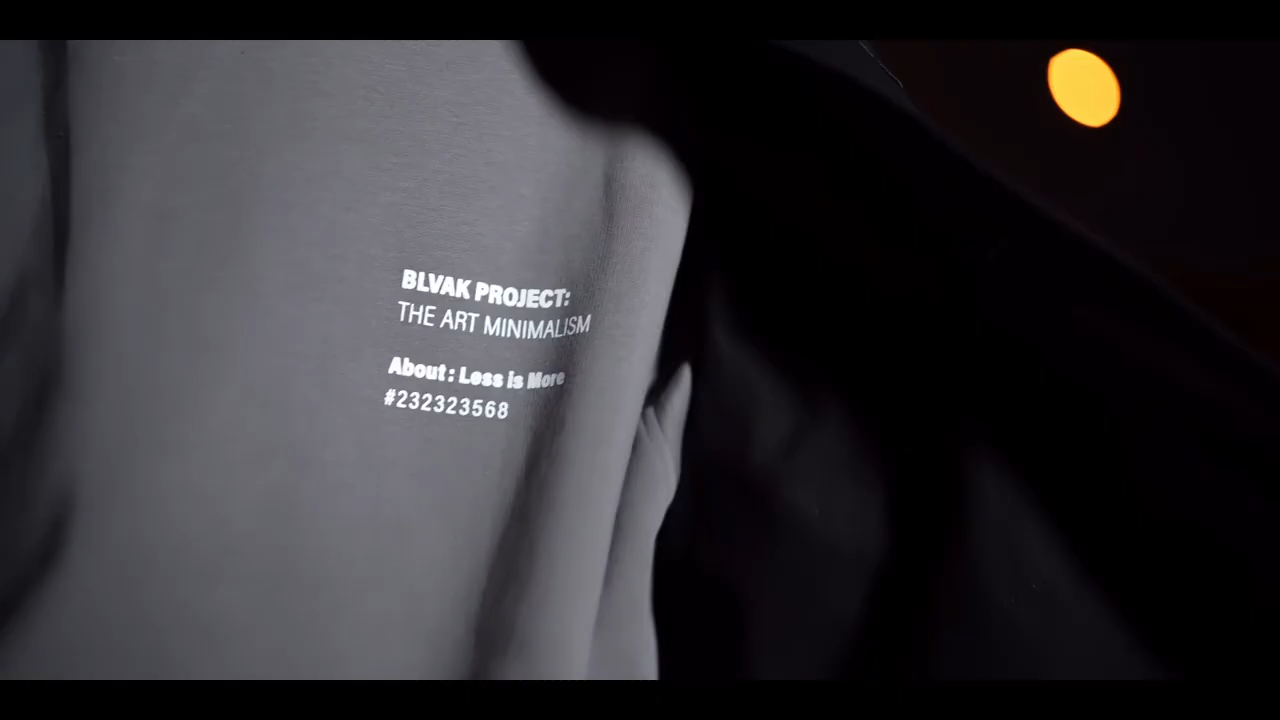 BLVAK PROJECT:
THE ART MINIMALISM
About : Less is More
#232323568